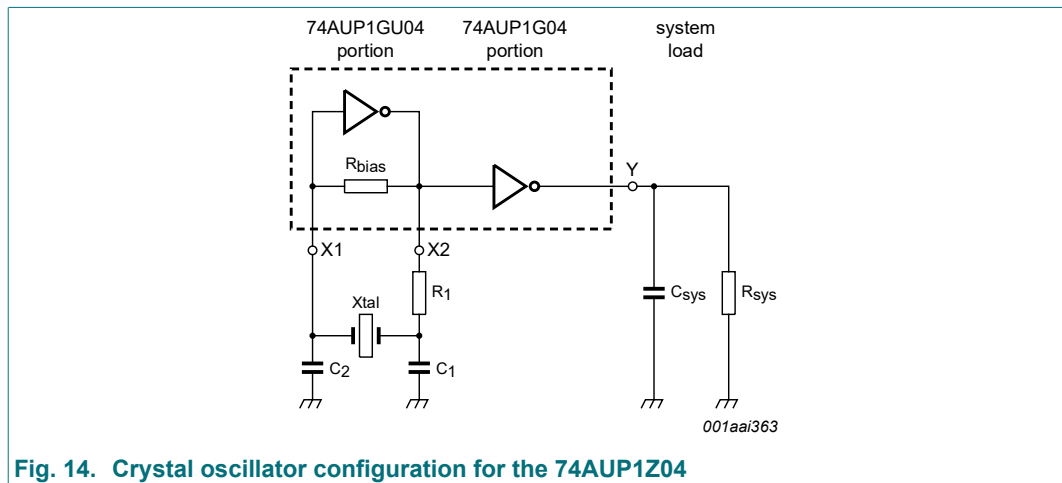 74AUP1GU04 portion
74AUP1G04 portion
system load
Rbias
Y
X1
X2
R1
Csys
Rsys
Xtal
C2
C1
001aai363
Fig. 14. Crystal oscillator configuration for the 74AUP1Z04